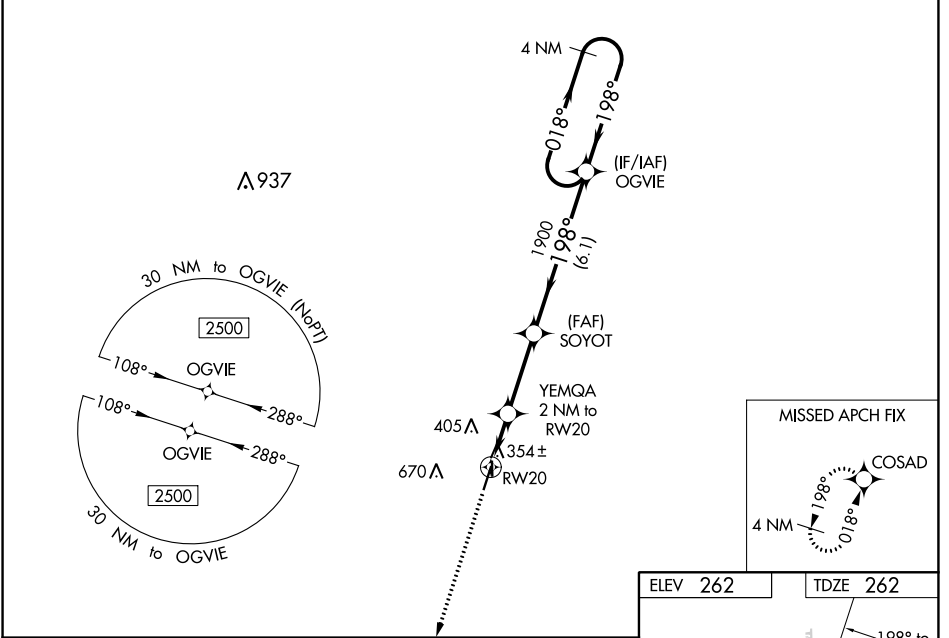 4 NM
018°
198°
(IF/IAF)
OGVIE
937
1900
198°
(6.1)
30 NM to OGVIE (NoPT)
2500
OGVIE
108°
288°
108°
288°
OGVIE
2500
30 NM to OGVIE
(FAF)
SOYOT
YEMQA
2 NM to
RW20
405
354 ±
670
RW20
MISSED APCH FIX
COSAD
198°
018°
4 NM
ELEV 262
TDZE 262
198° to